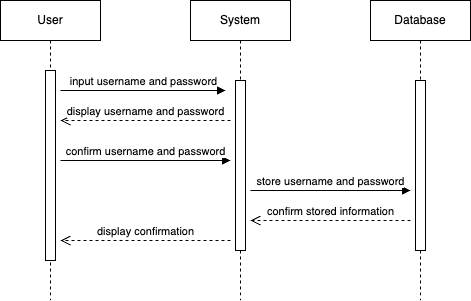 User
System
Database
input username and password
display username and password
confirm username and password
store username and password
confirm stored information
display confirmation